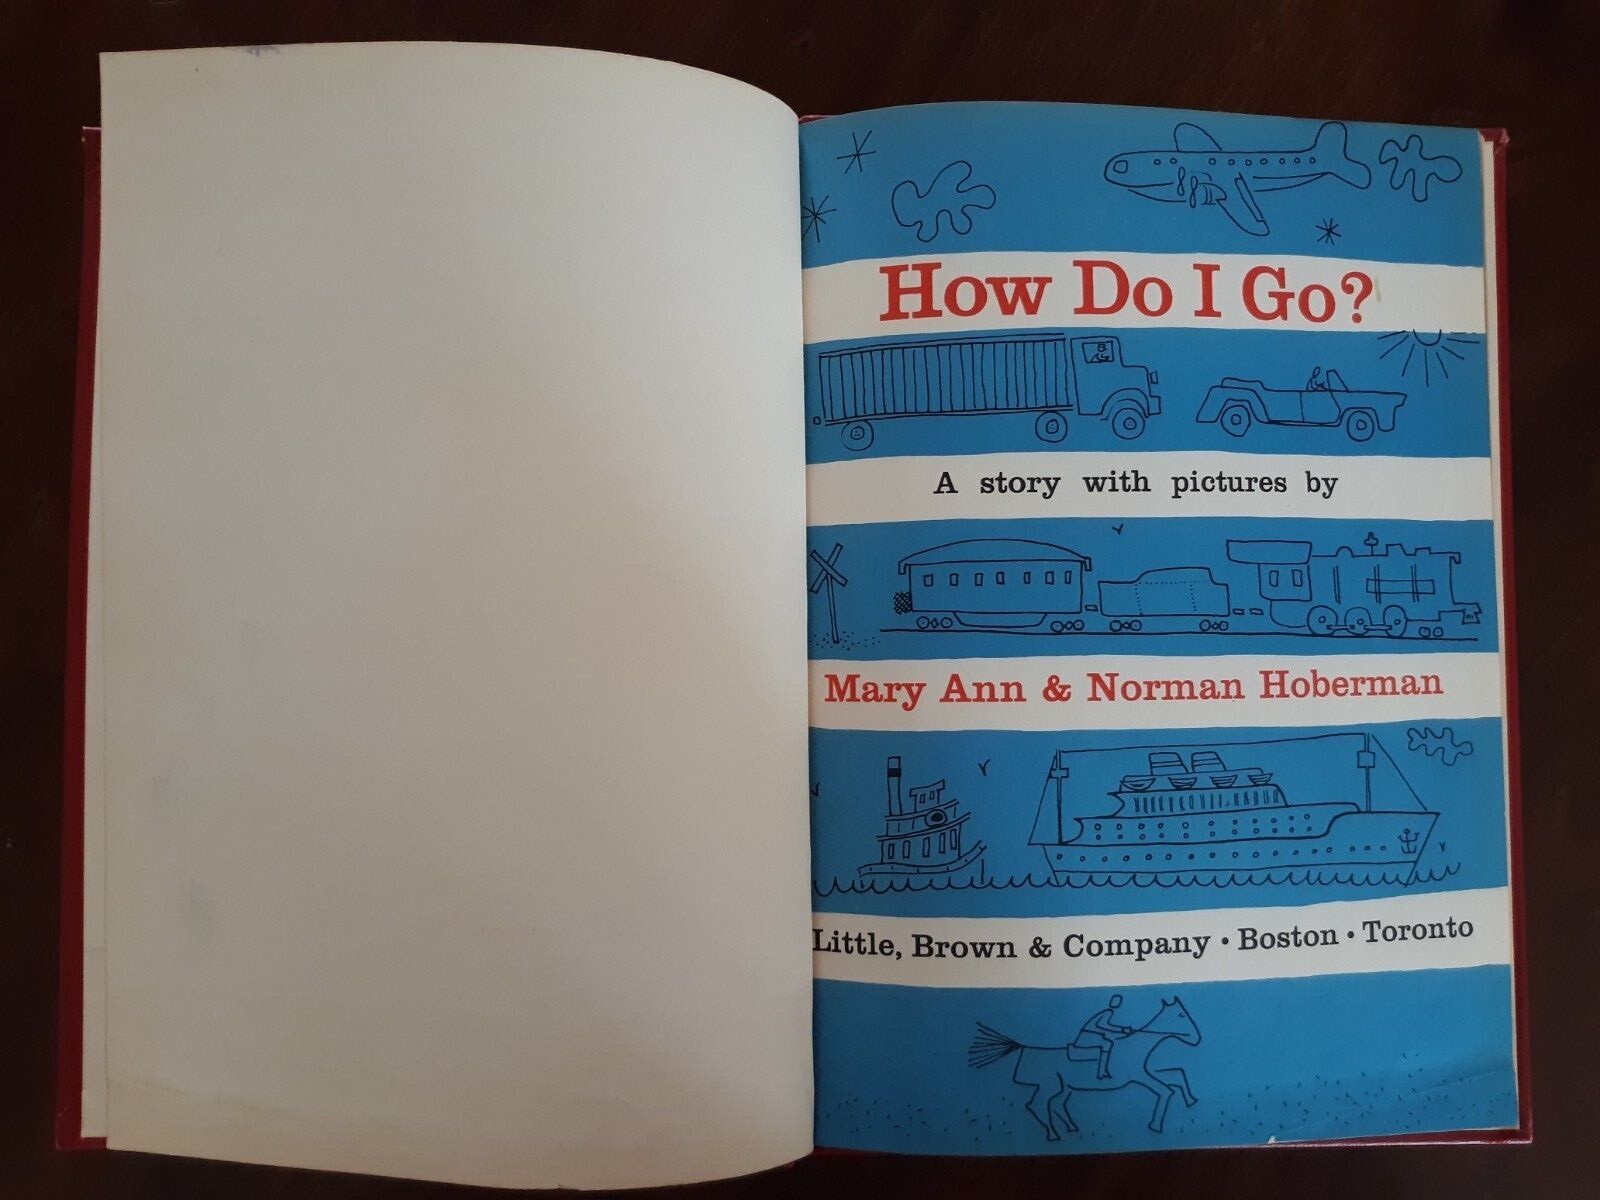 How Do I Go?
A story with pictures by
Mary Ann & Norman Hoberman
Little, Brown & Company • Boston • Toronto